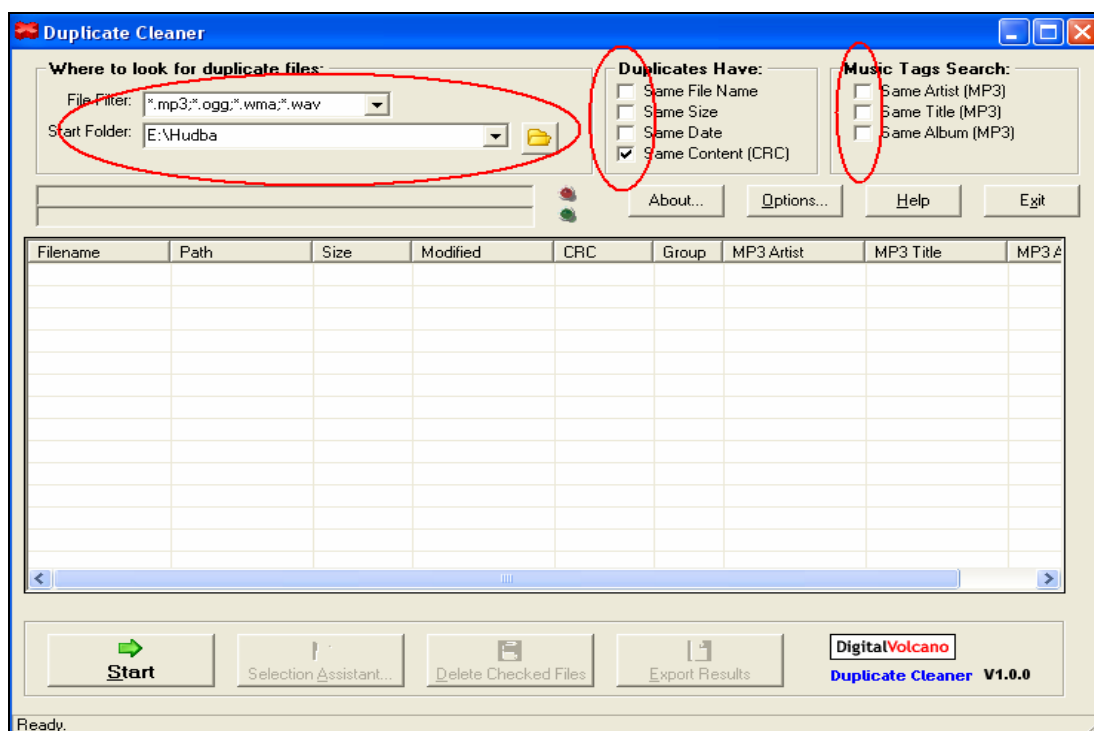 Duplicate Cleaner
Where to look for duplicate files:
File Filter: *.mp3;*.ogg;*.wma;*.wav
Start Folder: E:\Hudba
Duplicates Have:
Same File Name
Same Size
Same Date
Same Content (CRC)
Music Tags Search:
Same Artist (MP3)
Same Title (MP3)
Same Album (MP3)
About... Options... Help Exit
Filename Path Size Modified CRC Group MP3 Artist MP3 Title MP3 A
Start Selection Assistant... Delete Checked Files Export Results
DigitalVolcano
Duplicate Cleaner V1.0.0
Ready.